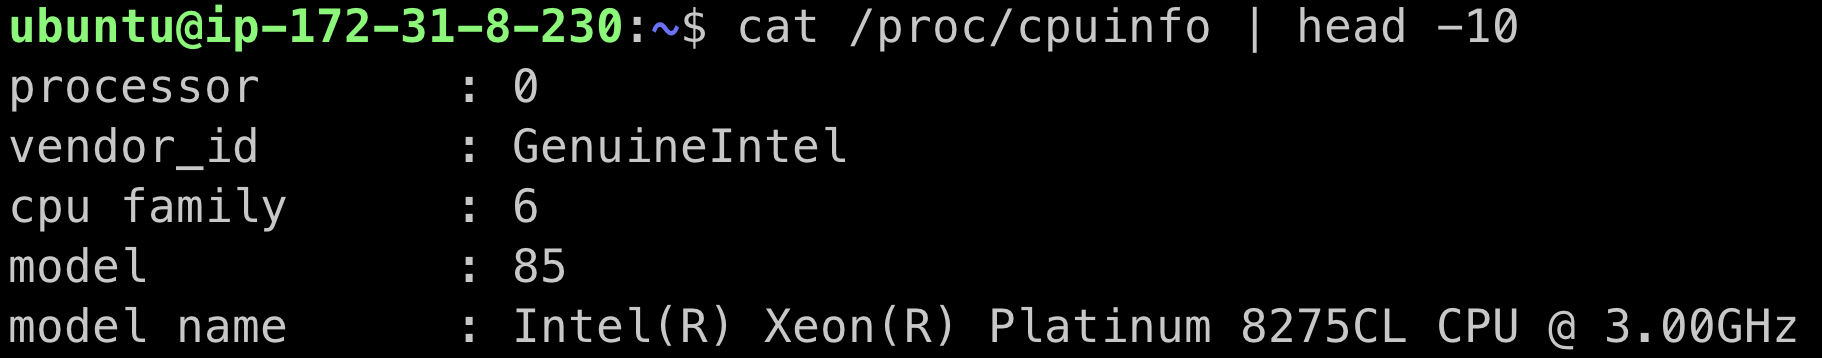 ubuntu@ip-172-31-8-230:~$ cat /proc/cpuinfo | head -10
processor : 0
vendor_id : GenuineIntel
cpu family : 6
model : 85
model name : Intel(R) Xeon(R) Platinum 8275CL CPU @ 3.00GHz